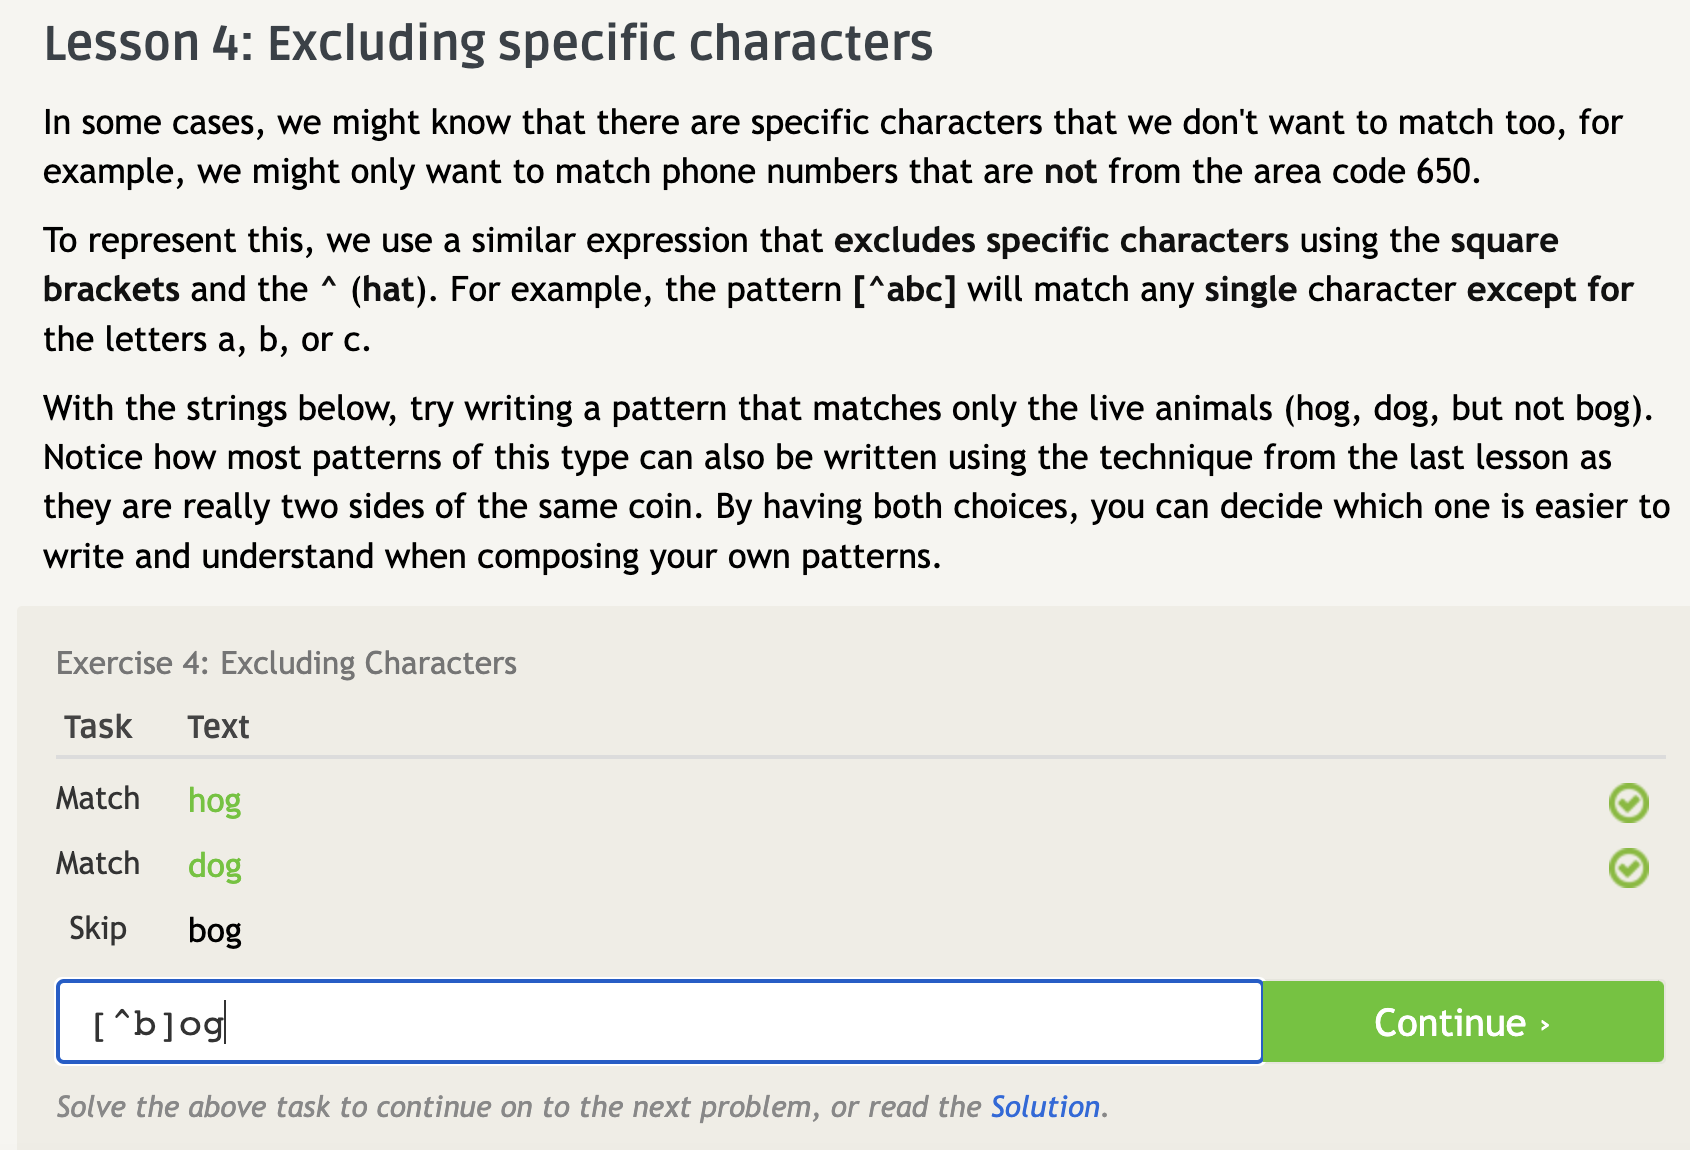 Lesson 4: Excluding specific characters
In some cases, we might know that there are specific characters that we don't want to match too, for
example, we might only want to match phone numbers that are not from the area code 650.
To represent this, we use a similar expression that excludes specific characters using the square
brackets and the ^ (hat). For example, the pattern [^abc] will match any single character except for
the letters a, b, or c.
With the strings below, try writing a pattern that matches only the live animals (hog, dog, but not bog).
Notice how most patterns of this type can also be written using the technique from the last lesson as
they are really two sides of the same coin. By having both choices, you can decide which one is easier to
write and understand when composing your own patterns.
Exercise 4: Excluding Characters
Task Text
Match hog
Match dog
Skip bog
[^b]og
Continue ›
Solve the above task to continue on to the next problem, or read the Solution.